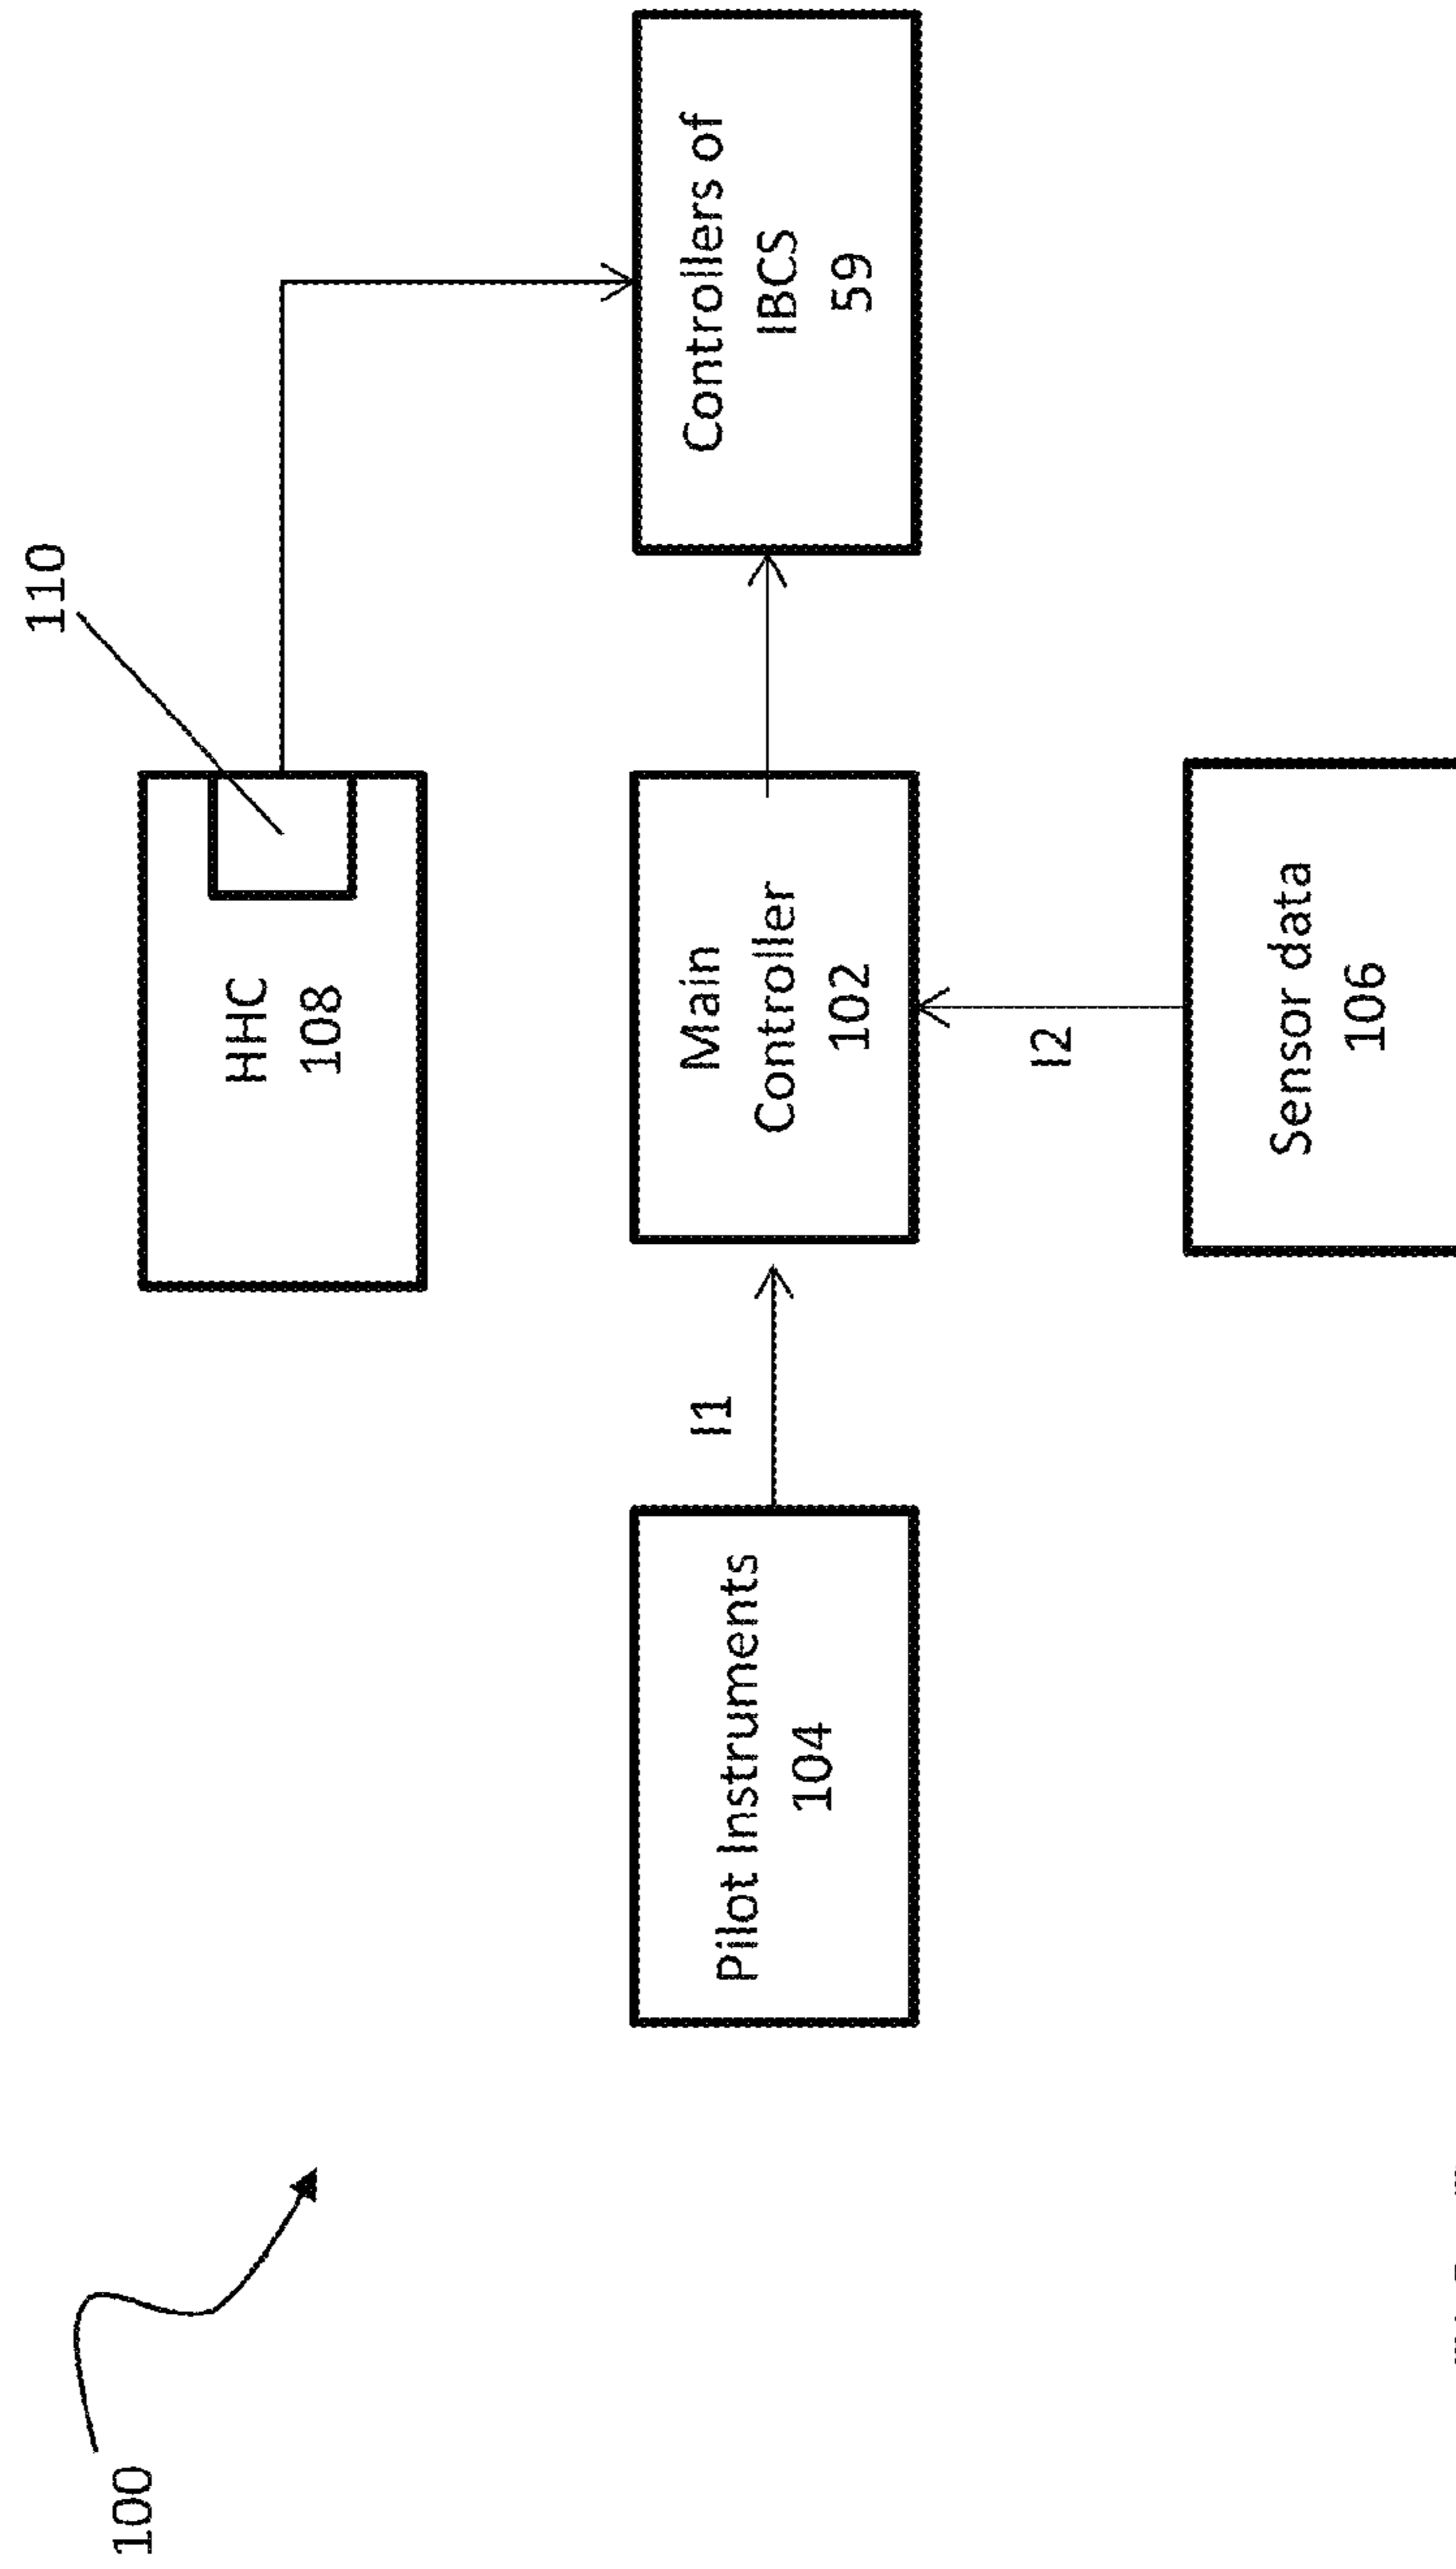 100
110
HHC
108
Pilot Instruments
104
I1
Main
Controller
102
Controllers of
IBCS
59
I2
Sensor data
106